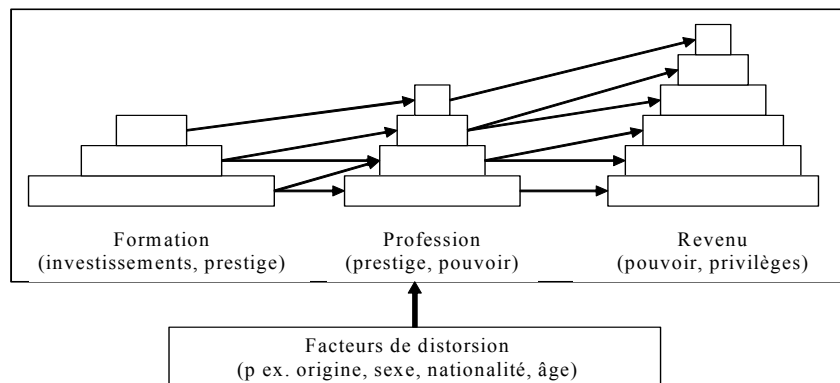 Formation
(investissements, prestige)
Profession
(prestige, pouvoir)
Revenu
(pouvoir, privilèges)
Facteurs de distorsion
(p ex. origine, sexe, nationalité, âge)